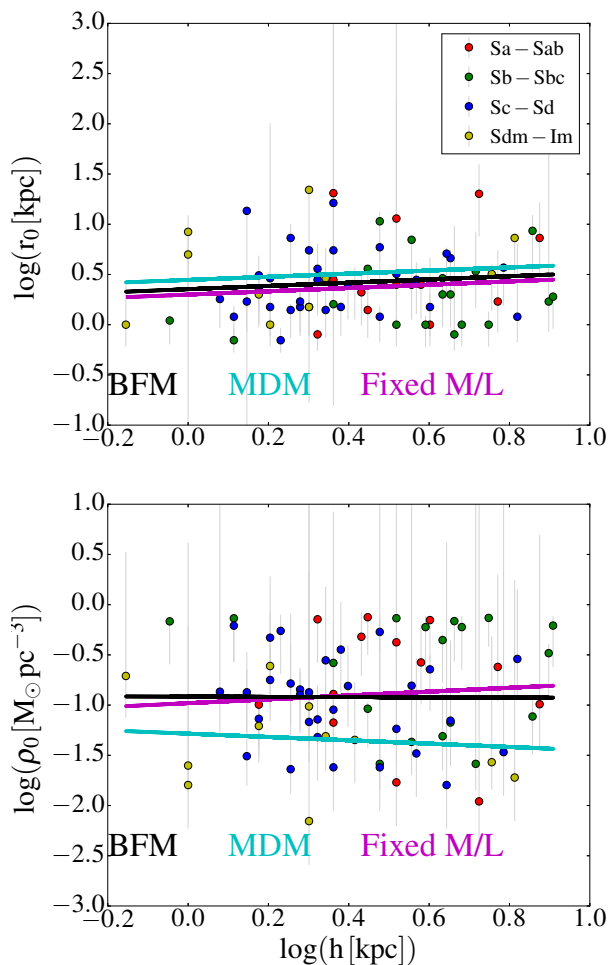 3.0
2.5
2.0
1.5
1.0
0.5
0.0
−0.5
−1.0
log(r₀ [kpc])
Sa − Sab
Sb − Sbc
Sc − Sd
Sdm − Im
BFM MDM Fixed M/L
−0.2 0.0 0.2 0.4 0.6 0.8 1.0
1.0
0.5
0.0
−0.5
−1.0
−1.5
−2.0
−2.5
−3.0
log(ρ₀ [M⊙ pc⁻³])
BFM MDM Fixed M/L
−0.2 0.0 0.2 0.4 0.6 0.8 1.0
log(h [kpc])